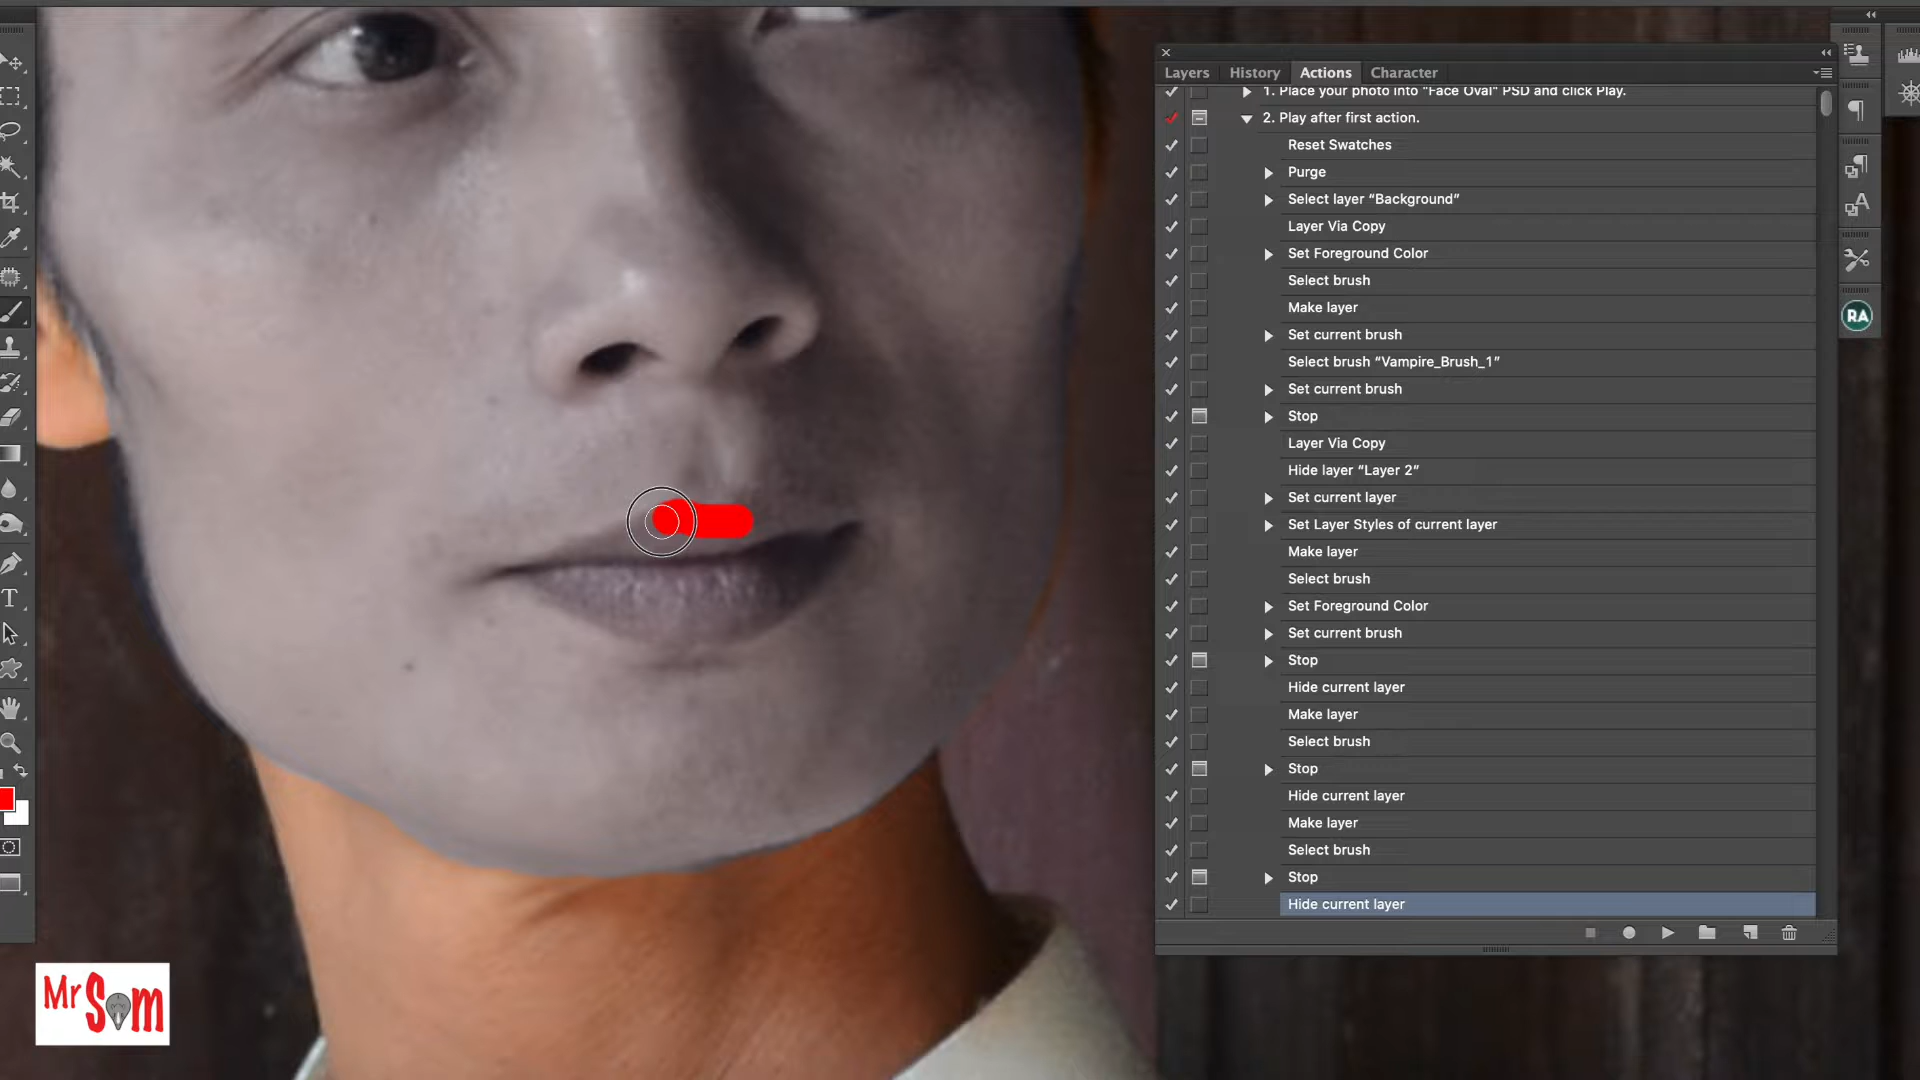 Layers History Actions Character
1. Place your photo into "Face Oval" PSD and click Play.
2. Play after first action.
Reset Swatches
Purge
Select layer “Background”
Layer Via Copy
Set Foreground Color
Select brush
Make layer
Set current brush
Select brush “Vampire_Brush_1”
Set current brush
Stop
Layer Via Copy
Hide layer “Layer 2”
Set current layer
Set Layer Styles of current layer
Make layer
Select brush
Set Foreground Color
Set current brush
Stop
Hide current layer
Make layer
Select brush
Stop
Hide current layer
Make layer
Select brush
Stop
Hide current layer
RA
Mr Sam